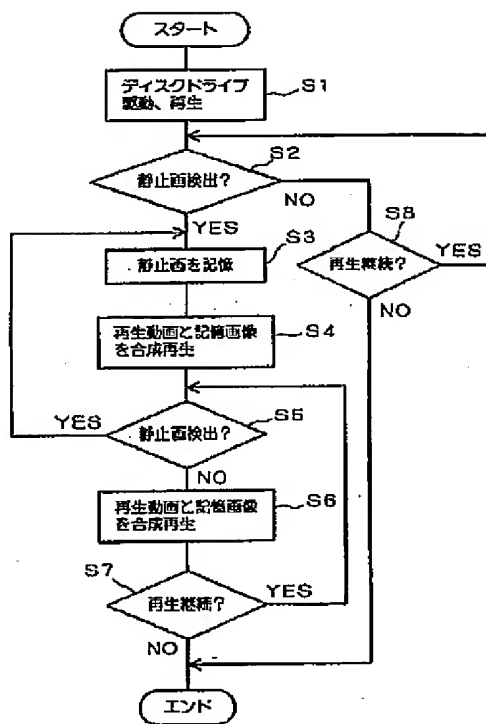 スタート
ディスクドライブ
駆動、再生
S1
静止画検出?
S2
NO
YES
S8
再生継続?
YES
NO
静止画を記憶
S3
再生動画と記憶画像
を合成再生
S4
静止画検出?
S5
YES
NO
再生動画と記憶画像
を合成再生
S6
S7
再生継続?
YES
NO
エンド